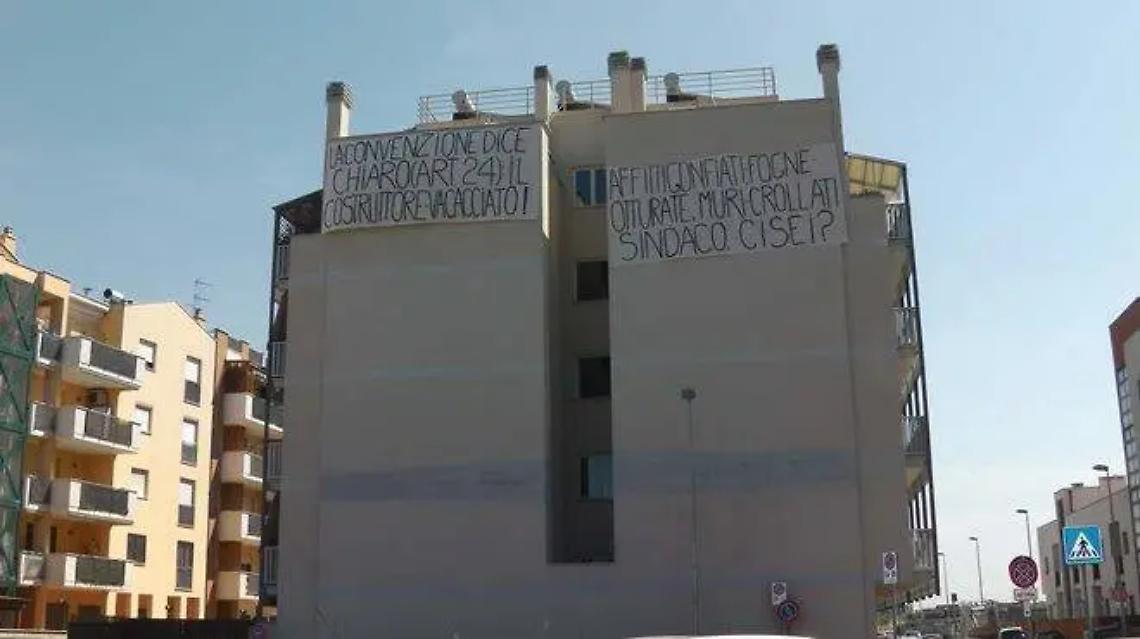 LA CONVENZIONE DICE
CHIARO(ART 24): IL
COSTRUTTORE VA CACCIATO!
AFFITTI GONFIATI, FOGNE
OTTURATE, MURI CROLLATI
SINDACO, CI SEI?